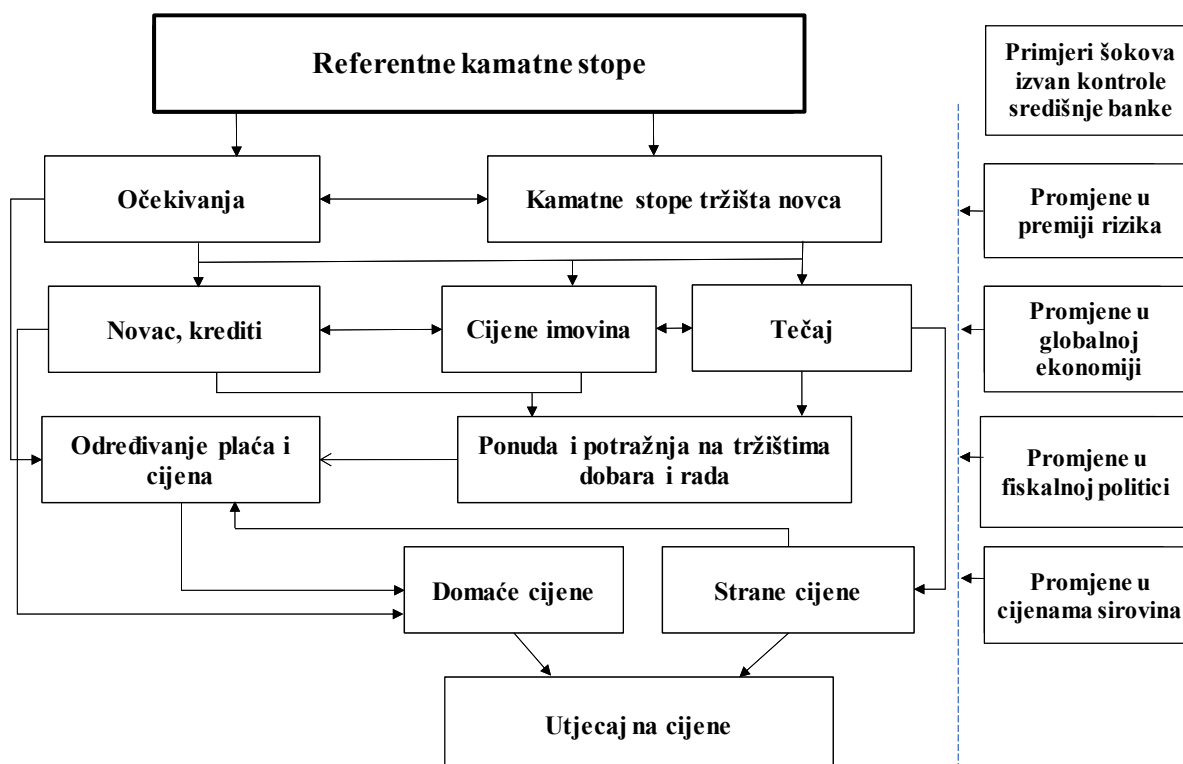 Referentne kamatne stope
Primjeri šokova
izvan kontrole
središnje banke
Očekivanja
Kamatne stope tržišta novca
Promjene u
premiji rizika
Novac, krediti
Cijene imovina
Tečaj
Promjene u
globalnoj
ekonomiji
Određivanje plaća i
cijena
Ponuda i potražnja na tržištima
dobara i rada
Promjene u
fiskalnoj politici
Domaće cijene
Strane cijene
Promjene u
cijenama sirovina
Utjecaj na cijene